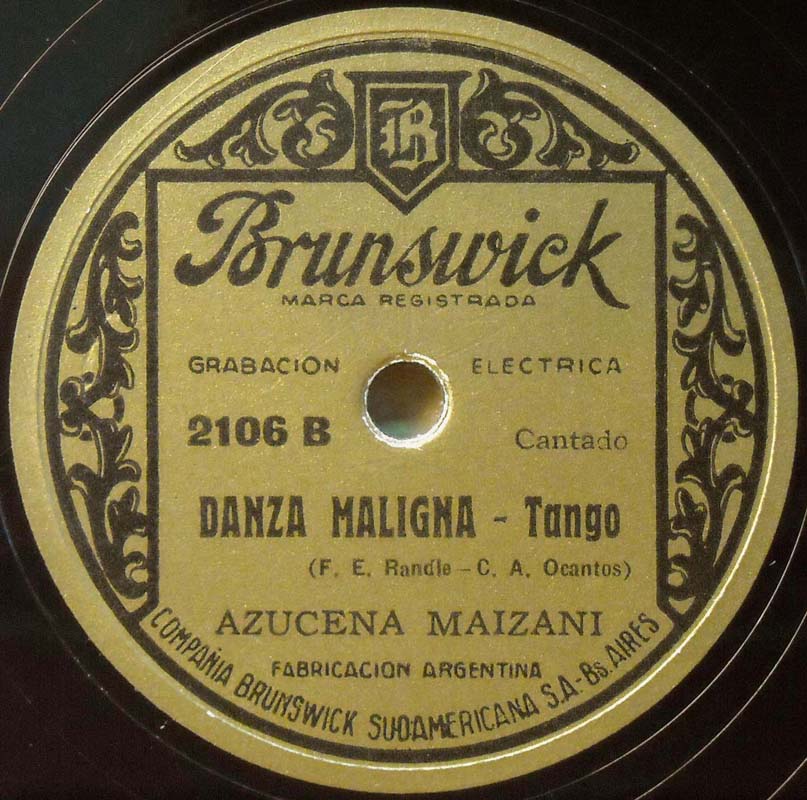 B
Brunswick
MARCA REGISTRADA
GRABACION ELECTRICA
2106 B Cantado
DANZA MALIGNA - Tango
(F. E. Randle – C. A. Ocantos)
AZUCENA MAIZANI
FABRICACION ARGENTINA
COMPAÑIA BRUNSWICK SUDAMERICANA S.A.-Bs. AIRES